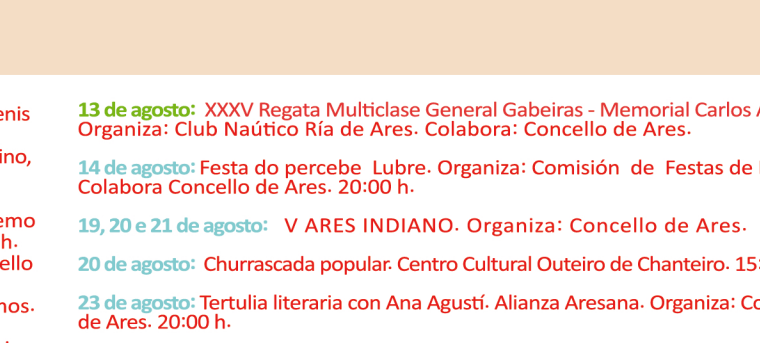 enis
ino,
emo
h.
ello
nos.
13 de agosto: XXXV Regata Multiclase General Gabeiras - Memorial Carlos
Organiza: Club Naútico Ría de Ares. Colabora: Concello de Ares.
14 de agosto: Festa do percebe Lubre. Organiza: Comisión de Festas de
Colabora Concello de Ares. 20:00 h.
19, 20 e 21 de agosto: V ARES INDIANO. Organiza: Concello de Ares.
20 de agosto: Churrascada popular. Centro Cultural Outeiro de Chanteiro. 15:
23 de agosto: Tertulia literaria con Ana Agustí. Alianza Aresana. Organiza: Co
de Ares. 20:00 h.